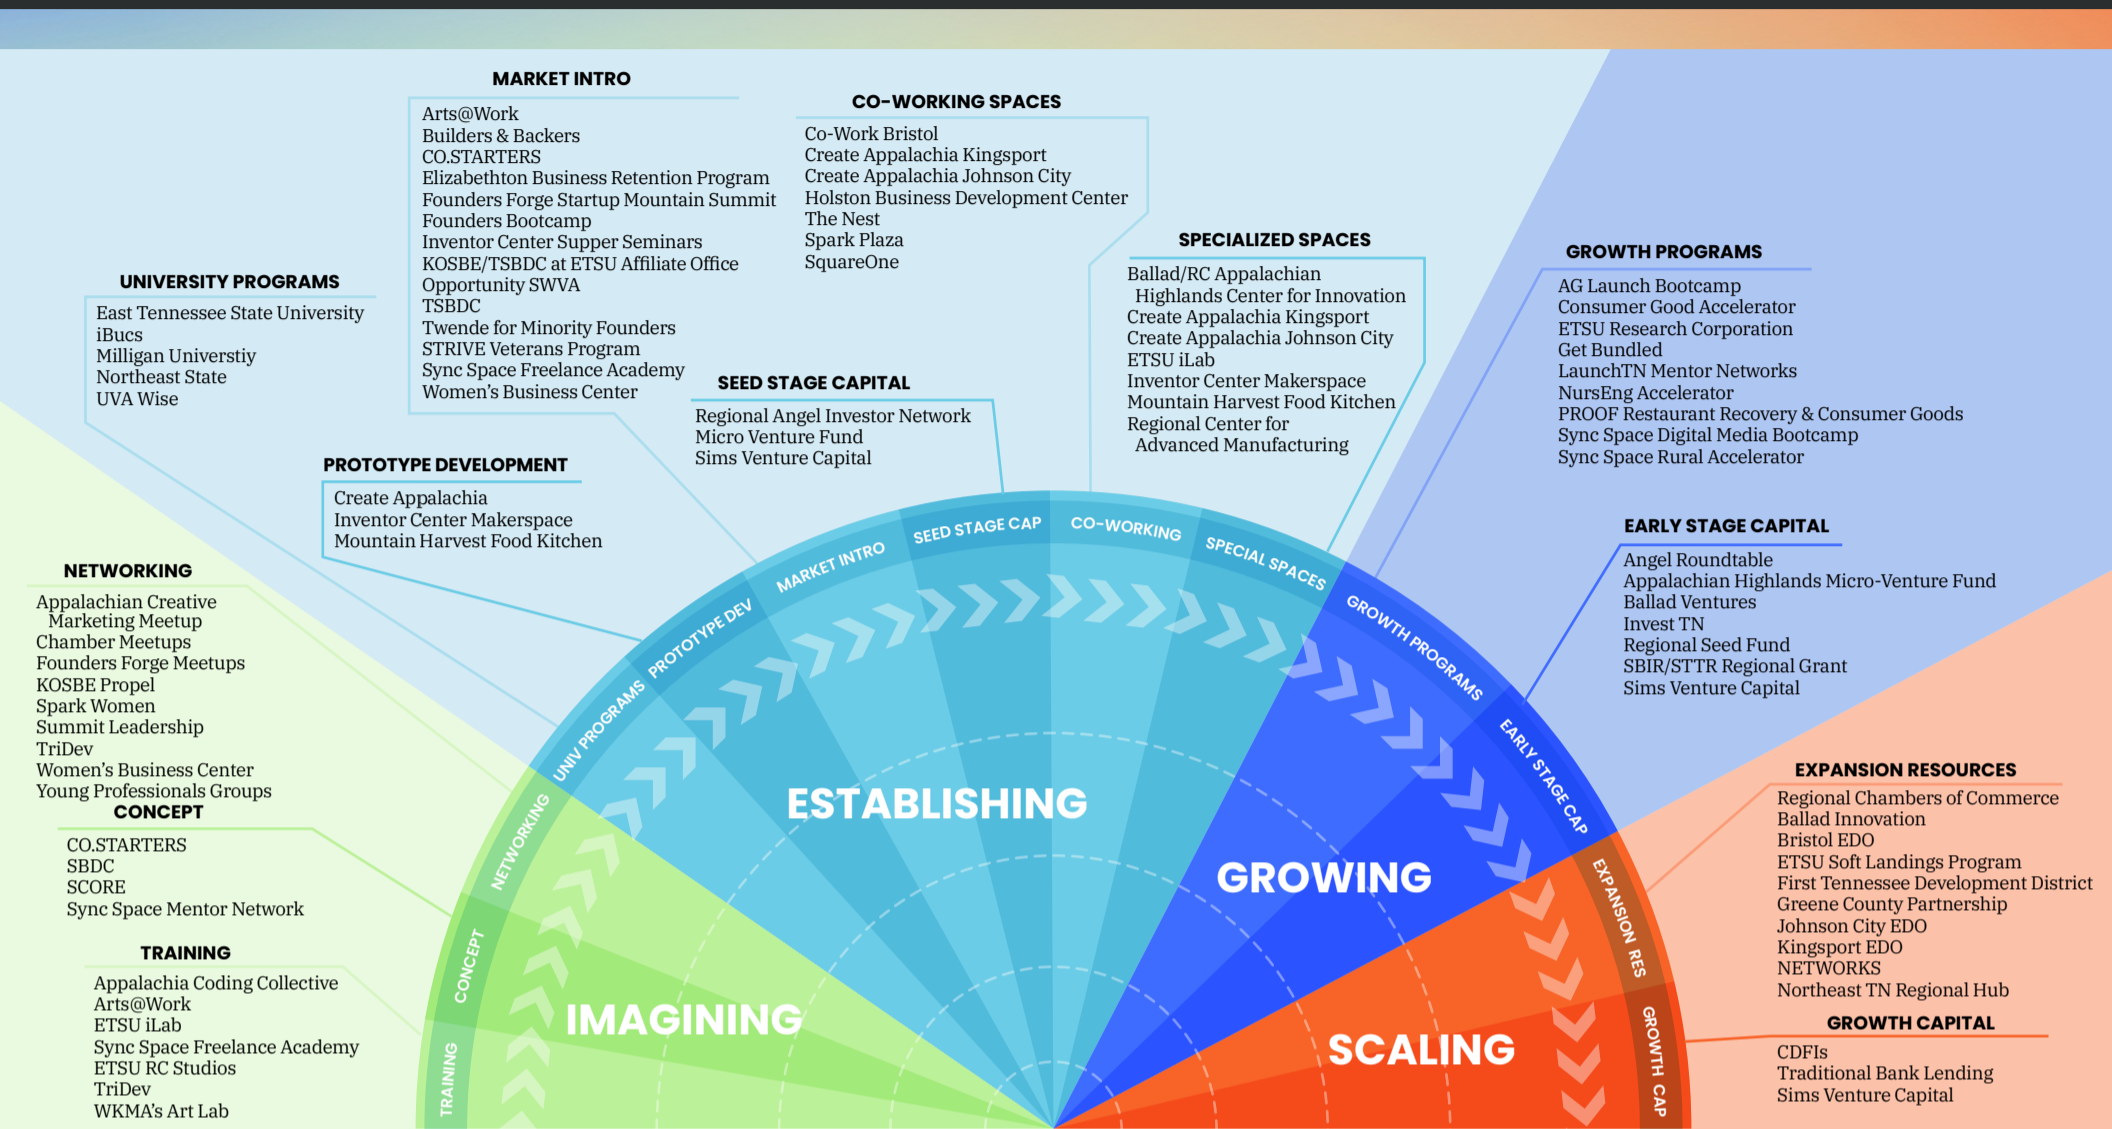 MARKET INTRO
Arts@Work
Builders & Backers
CO.STARTERS
Elizabethton Business Retention Program
Founders Forge Startup Mountain Summit
Founders Bootcamp
Inventor Center Supper Seminars
KOSBE/TSBDC at ETSU Affiliate Office
Opportunity SWVA
TSBDC
Twende for Minority Founders
STRIVE Veterans Program
Sync Space Freelance Academy
Women's Business Center
CO-WORKING SPACES
Co-Work Bristol
Create Appalachia Kingsport
Create Appalachia Johnson City
Holston Business Development Center
The Nest
Spark Plaza
SquareOne
SPECIALIZED SPACES
Ballad/RC Appalachian
Highlands Center for Innovation
Create Appalachia Kingsport
Create Appalachia Johnson City
ETSU iLab
Inventor Center Makerspace
Mountain Harvest Food Kitchen
Regional Center for
Advanced Manufacturing
GROWTH PROGRAMS
AG Launch Bootcamp
Consumer Good Accelerator
ETSU Research Corporation
Get Bundled
LaunchTN Mentor Networks
NursEng Accelerator
PROOF Restaurant Recovery & Consumer Goods
Sync Space Digital Media Bootcamp
Sync Space Rural Accelerator
UNIVERSITY PROGRAMS
East Tennessee State University
iBucs
Milligan Universtiy
Northeast State
UVA Wise
SEED STAGE CAPITAL
Regional Angel Investor Network
Micro Venture Fund
Sims Venture Capital
PROTOTYPE DEVELOPMENT
Create Appalachia
Inventor Center Makerspace
Mountain Harvest Food Kitchen
EARLY STAGE CAPITAL
Angel Roundtable
Appalachian Highlands Micro-Venture Fund
Ballad Ventures
Invest TN
Regional Seed Fund
SBIR/STTR Regional Grant
Sims Venture Capital
NETWORKING
Appalachian Creative
Marketing Meetup
Chamber Meetups
Founders Forge Meetups
KOSBE Propel
Spark Women
Summit Leadership
TriDev
Women's Business Center
Young Professionals Groups
CONCEPT
CO.STARTERS
SBDC
SCORE
Sync Space Mentor Network
TRAINING
Appalachia Coding Collective
Arts@Work
ETSU iLab
Sync Space Freelance Academy
ETSU RC Studios
TriDev
WKMA's Art Lab
EXPANSION RESOURCES
Regional Chambers of Commerce
Ballad Innovation
Bristol EDO
ETSU Soft Landings Program
First Tennessee Development District
Greene County Partnership
Johnson City EDO
Kingsport EDO
NETWORKS
Northeast TN Regional Hub
GROWTH CAPITAL
CDFIs
Traditional Bank Lending
Sims Venture Capital
TRAINING
CONCEPT
NETWORKING
UNIV PROGRAMS
PROTOTYPE DEV
MARKET INTRO
SEED STAGE CAP
CO-WORKING
SPECIAL SPACES
GROWTH PROGRAMS
EARLY STAGE CAP
EXPANSION RES
GROWTH CAP
IMAGINING
ESTABLISHING
GROWING
SCALING